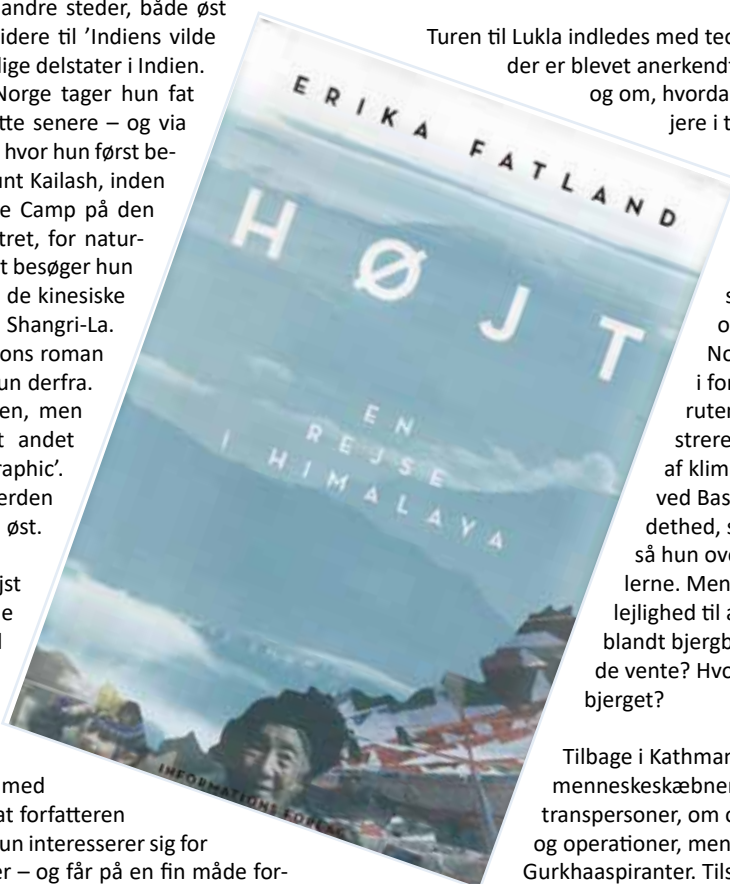 andre steder, både øst
idere til ’Indiens vilde
lige delstater i Indien.
Norge tager hun fat
tte senere – og via
hvor hun først be-
unt Kailash, inden
e Camp på den
tret, for natur-
t besøger hun
de kinesiske
Shangri-La.
ons roman
un derfra.
en, men
t andet
raphic’.
erden
øst.
jst
e
med
at forfatteren
un interesserer sig for
er – og får på en fin måde for-
ERIKA FATLAND
HØJT
EN
REJSE
I HIMALAYA
INFORMATIONS FORLAG
Turen til Lukla indledes med teo
der er blevet anerkendt
og om, hvorda
jere i t
s
o
No
i for
ruten
strere
af klim
ved Bas
dethed, s
så hun ove
lerne. Men
lejlighed til a
blandt bjergb
de vente? Hvo
bjerget?
Tilbage i Kathman
menneskeskæbner
transpersoner, om o
og operationer, men
Gurkhaaspiranter. Tils